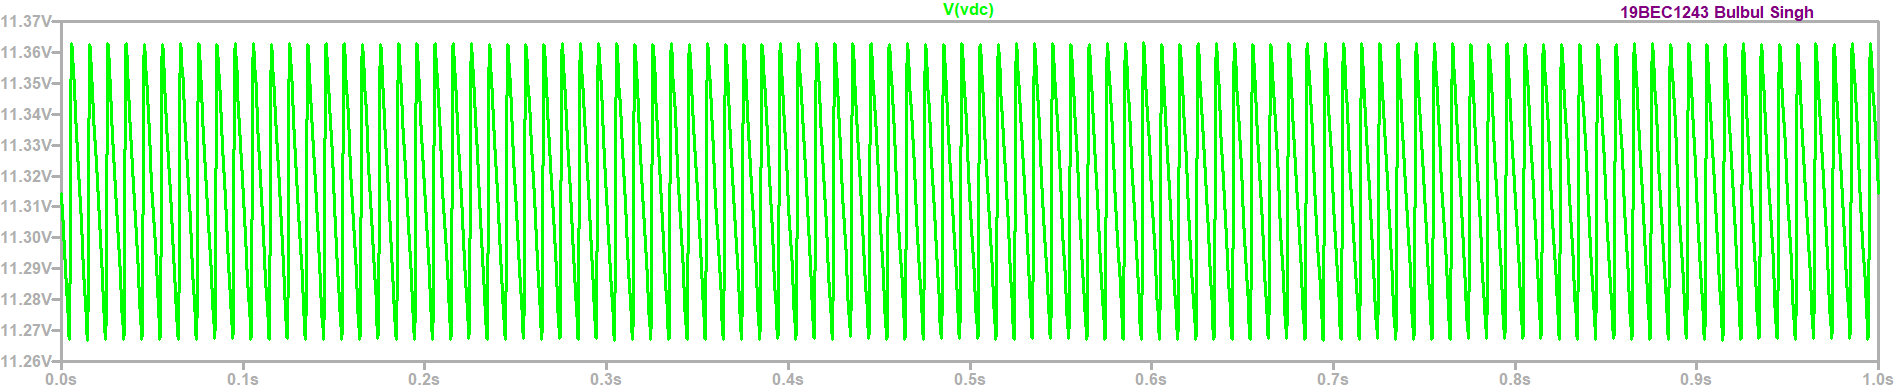 V(vdc)
19BEC1243 Bulbul Singh
11.37V
11.36V
11.35V
11.34V
11.33V
11.32V
11.31V
11.30V
11.29V
11.28V
11.27V
11.26V
0.0s 0.1s 0.2s 0.3s 0.4s 0.5s 0.6s 0.7s 0.8s 0.9s 1.0s